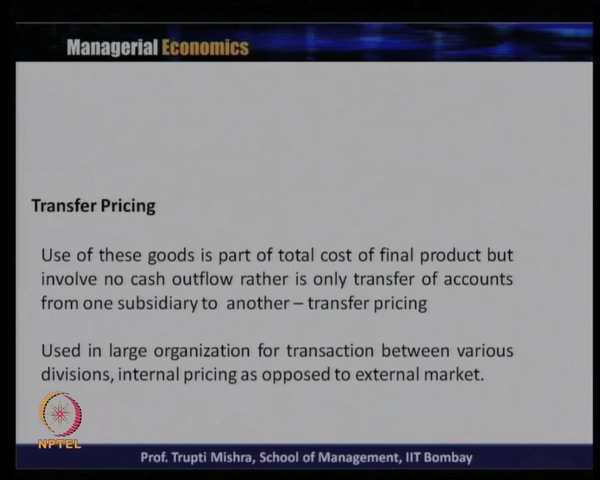 Managerial Economics
Transfer Pricing
Use of these goods is part of total cost of final product but
involve no cash outflow rather is only transfer of accounts
from one subsidiary to another – transfer pricing
Used in large organization for transaction between various
divisions, internal pricing as opposed to external market.
NPTEL
Prof. Trupti Mishra, School of Management, IIT Bombay